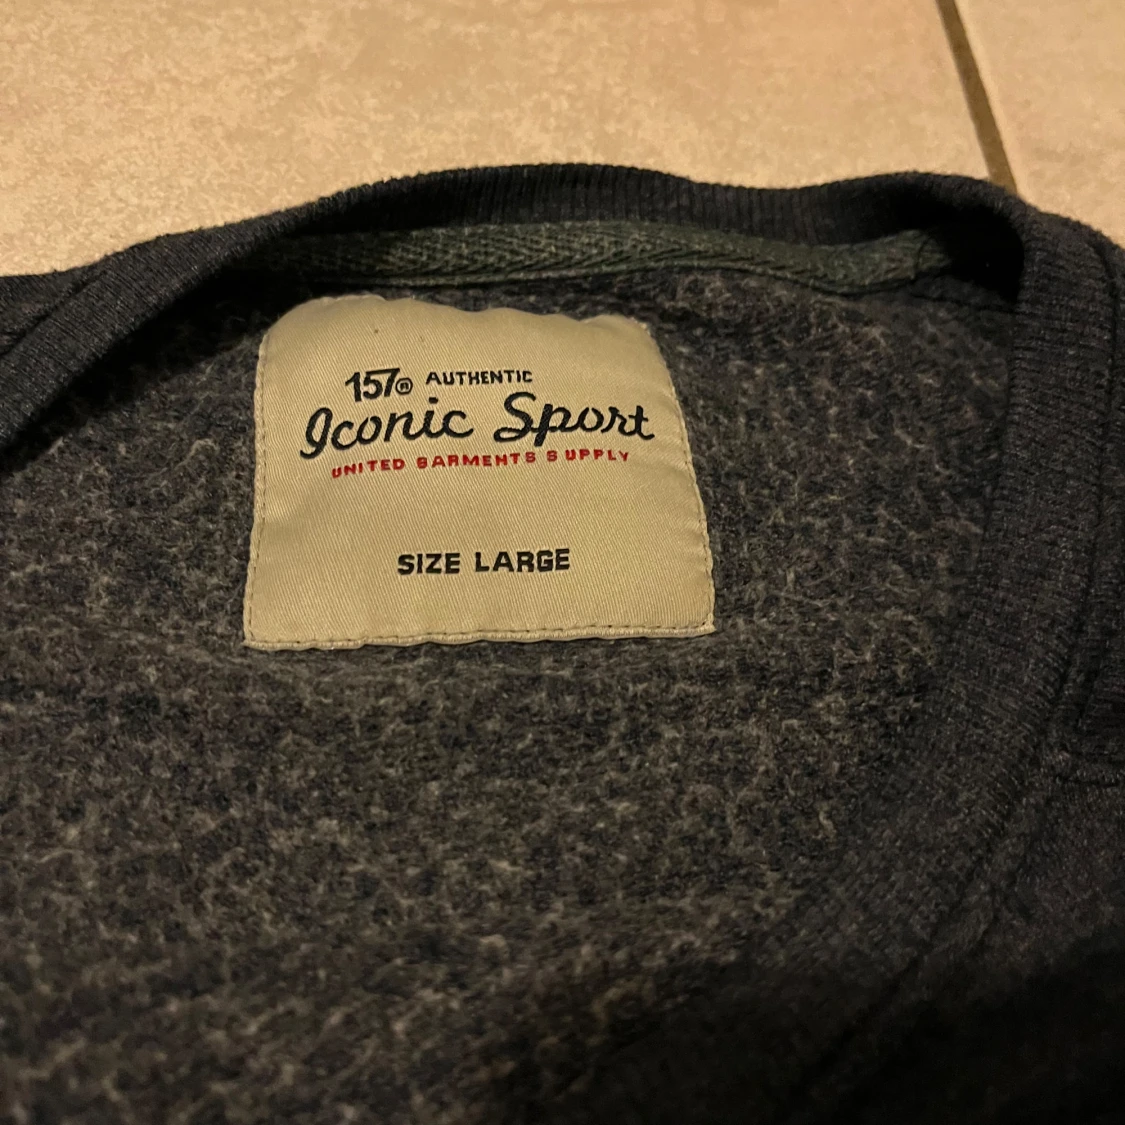 157® AUTHENTIC
Iconic Sport
UNITED GARMENTS SUPPLY
SIZE LARGE